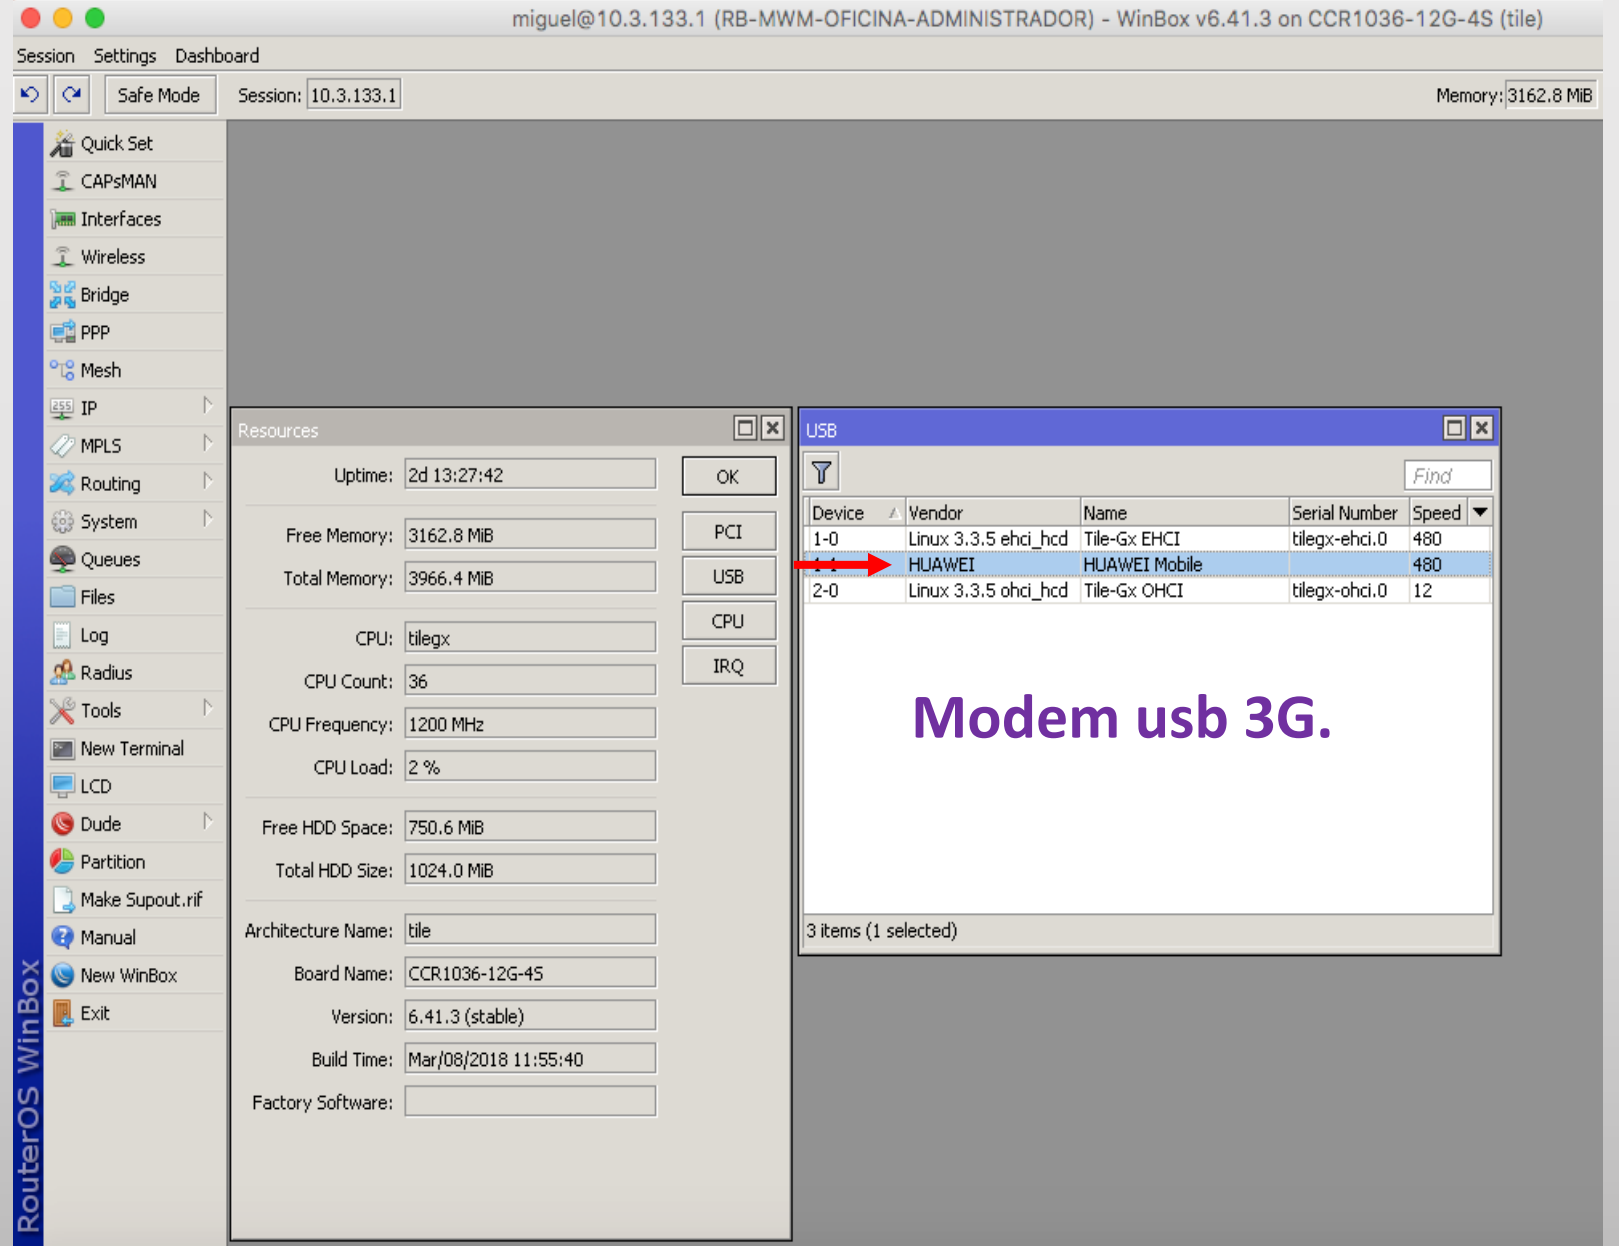 miguel@10.3.133.1 (RB-MWM-OFICINA-ADMINISTRADOR) - WinBox v6.41.3 on CCR1036-12G-4S (tile)
Session Settings Dashboard
Safe Mode Session: 10.3.133.1 Memory: 3162.8 MiB
Quick Set
CAPsMAN
Interfaces
Wireless
Bridge
PPP
Mesh
255 IP
MPLS
Routing
System
Queues
Files
Log
Radius
Tools
New Terminal
LCD
Dude
Partition
Make Supout.rif
Manual
New WinBox
Exit
RouterOS WinBox
Resources
Uptime: 2d 13:27:42
Free Memory: 3162.8 MiB
Total Memory: 3966.4 MiB
CPU: tilegx
CPU Count: 36
CPU Frequency: 1200 MHz
CPU Load: 2 %
Free HDD Space: 750.6 MiB
Total HDD Size: 1024.0 MiB
Architecture Name: tile
Board Name: CCR1036-12G-4S
Version: 6.41.3 (stable)
Build Time: Mar/08/2018 11:55:40
Factory Software:
OK
PCI
USB
CPU
IRQ
USB
Find
Device Vendor Name Serial Number Speed
1-0 Linux 3.3.5 ehci_hcd Tile-Gx EHCI tilegx-ehci.0 480
1-1 HUAWEI HUAWEI Mobile 480
2-0 Linux 3.3.5 ohci_hcd Tile-Gx OHCI tilegx-ohci.0 12
Modem usb 3G.
3 items (1 selected)